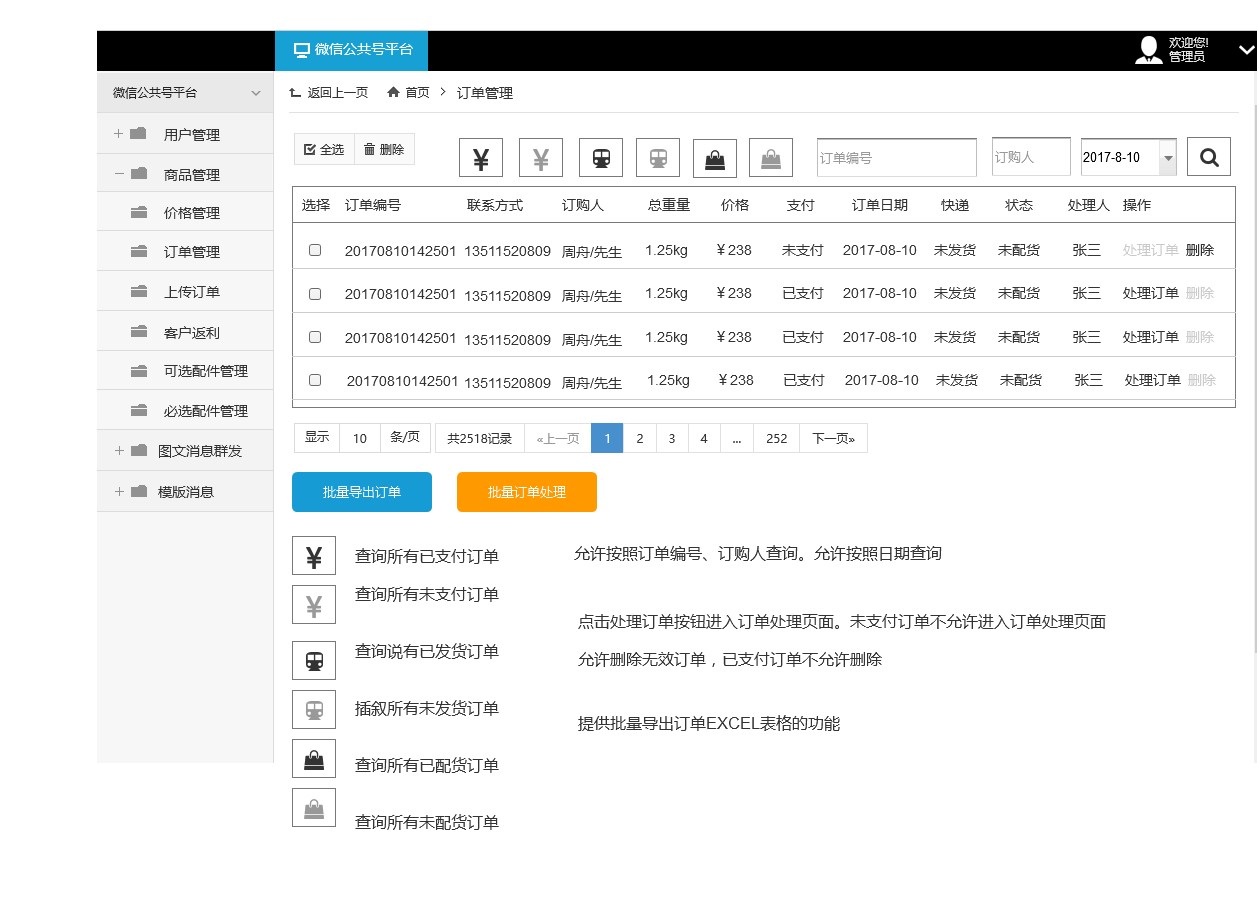 微信公共号平台
欢迎您!
管理员
微信公共号平台
返回上一页 首页 > 订单管理
用户管理
商品管理
价格管理
订单管理
上传订单
客户返利
可选配件管理
必选配件管理
图文消息群发
模版消息
全选 删除 ¥ ¥ 订单编号 订购人 2017-8-10
选择 订单编号 联系方式 订购人 总重量 价格 支付 订单日期 快递 状态 处理人 操作
20170810142501 13511520809 周舟/先生 1.25kg ¥238 未支付 2017-08-10 未发货 未配货 张三 处理订单 删除
20170810142501 13511520809 周舟/先生 1.25kg ¥238 已支付 2017-08-10 未发货 未配货 张三 处理订单 删除
20170810142501 13511520809 周舟/先生 1.25kg ¥238 已支付 2017-08-10 未发货 未配货 张三 处理订单 删除
20170810142501 13511520809 周舟/先生 1.25kg ¥238 已支付 2017-08-10 未发货 未配货 张三 处理订单 删除
显示 10 条/页 共2518记录 «上一页 1 2 3 4 ... 252 下一页»
批量导出订单 批量订单处理
¥ 查询所有已支付订单
¥ 查询所有未支付订单
查询说有已发货订单
插叙所有未发货订单
查询所有已配货订单
查询所有未配货订单
允许按照订单编号、订购人查询。允许按照日期查询
点击处理订单按钮进入订单处理页面。未支付订单不允许进入订单处理页面
允许删除无效订单，已支付订单不允许删除
提供批量导出订单EXCEL表格的功能